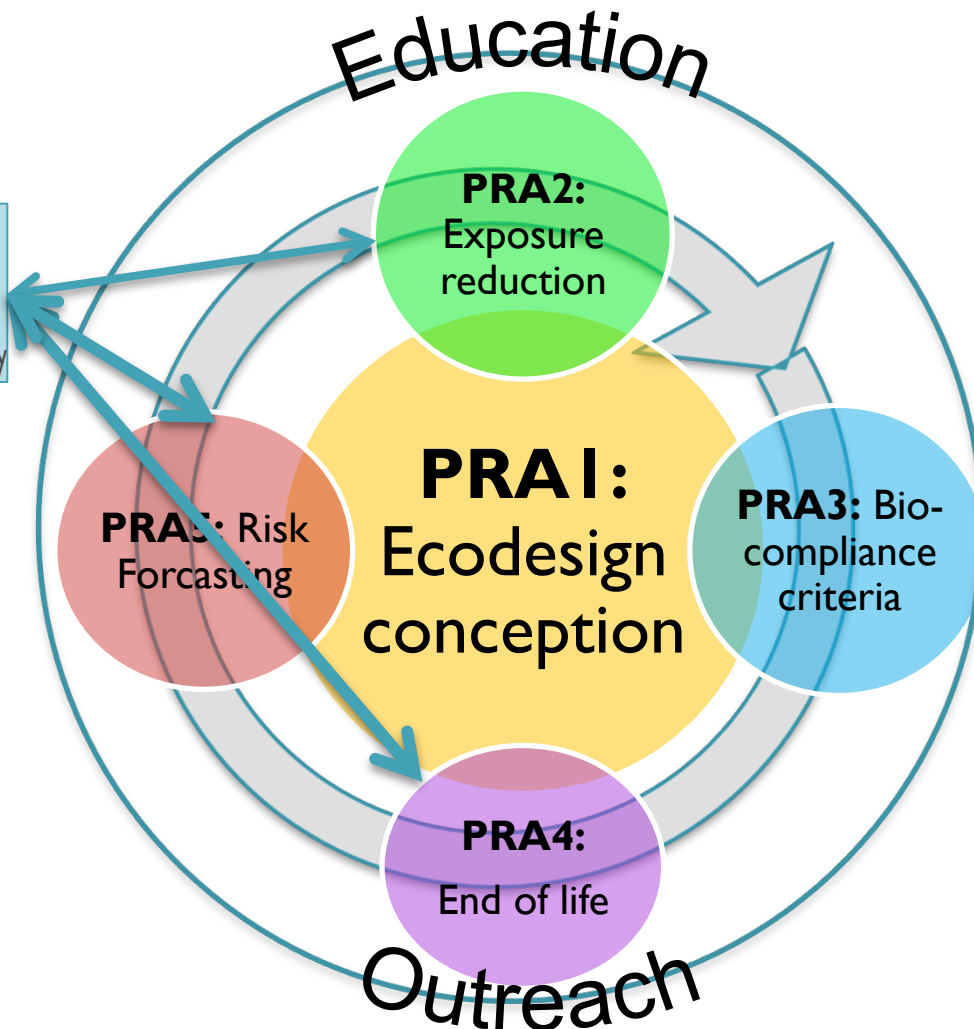 Education
PRA2:
Exposure
reduction
PRA1:
Ecodesign
conception
PRA3: Bio-
compliance
criteria
PRA5: Risk
Forcasting
PRA4:
End of life
Outreach